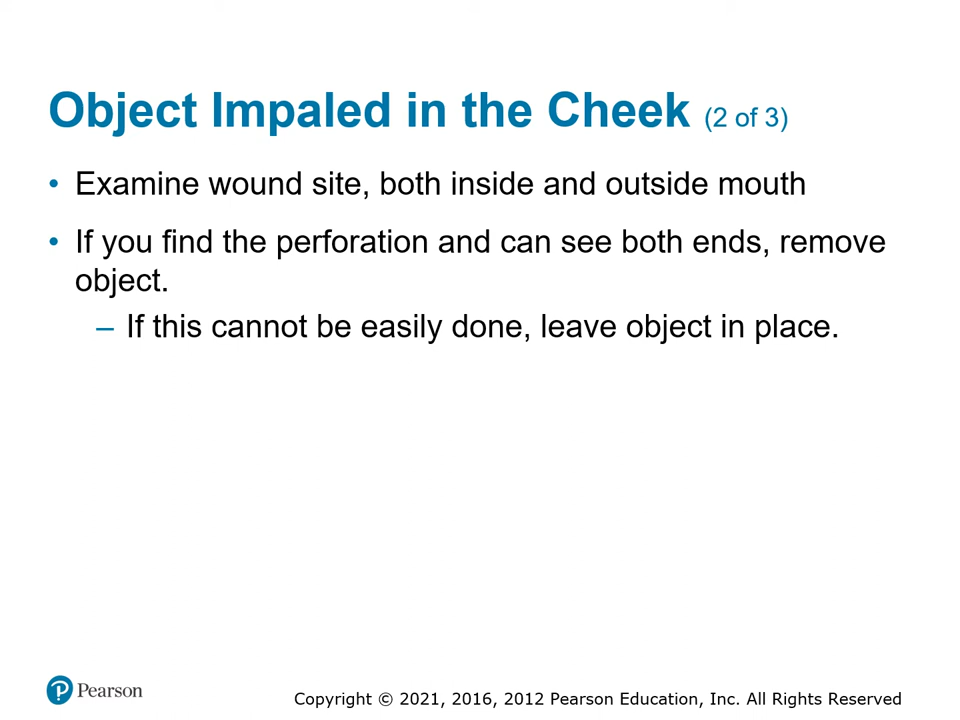 Object Impaled in the Cheek (2 of 3)
• Examine wound site, both inside and outside mouth
• If you find the perforation and can see both ends, remove
object.
– If this cannot be easily done, leave object in place.
Pearson
Copyright © 2021, 2016, 2012 Pearson Education, Inc. All Rights Reserved